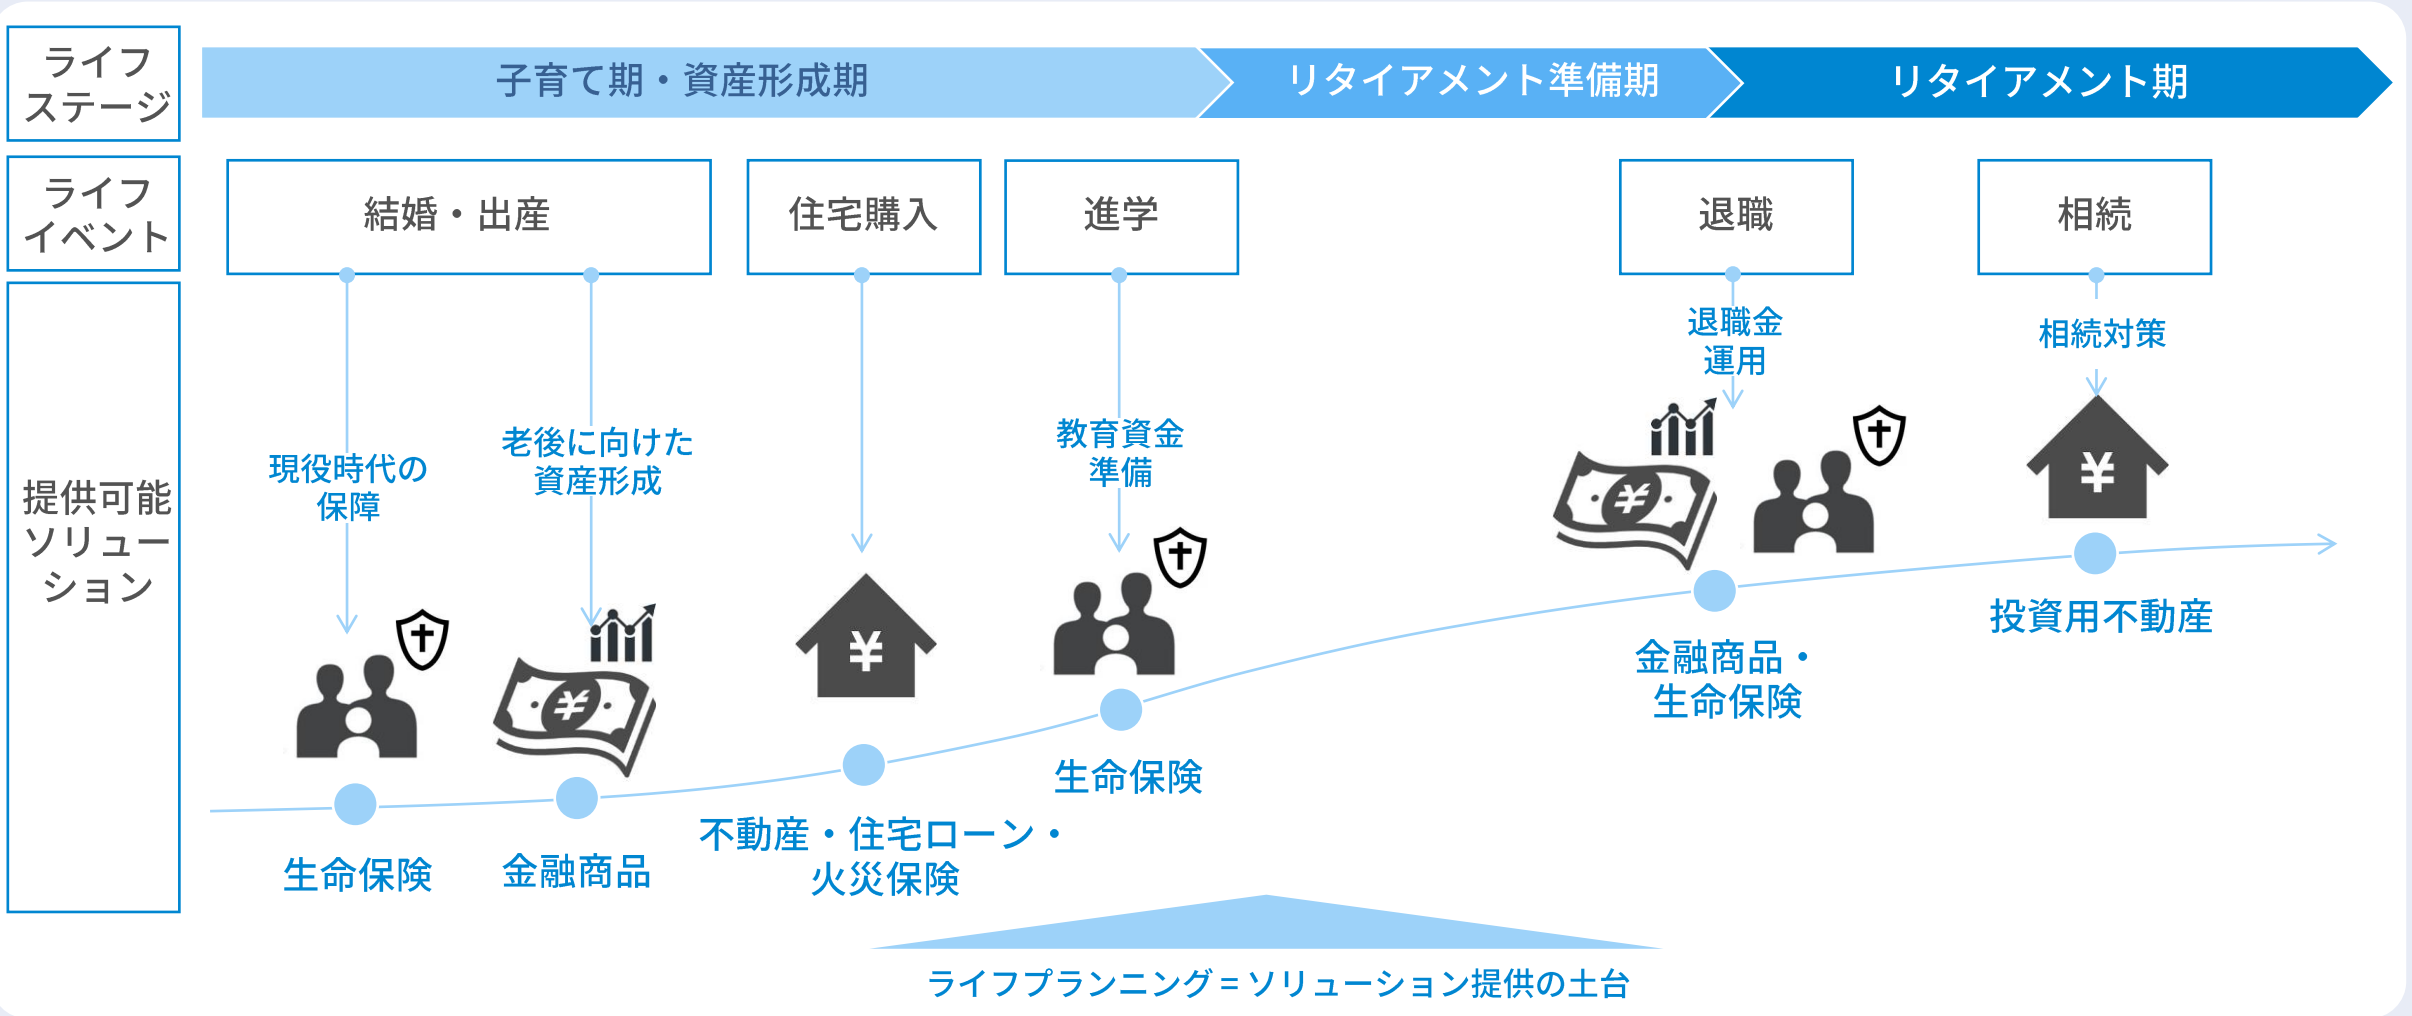 ライフ
ステージ
子育て期・資産形成期
リタイアメント準備期
リタイアメント期
ライフ
イベント
結婚・出産
住宅購入
進学
退職
相続
提供可能
ソリュー
ション
現役時代の
保障
老後に向けた
資産形成
教育資金
準備
退職金
運用
相続対策
¥
¥
¥
¥
生命保険
金融商品
不動産・住宅ローン・
火災保険
生命保険
金融商品・
生命保険
投資用不動産
ライフプランニング＝ソリューション提供の土台